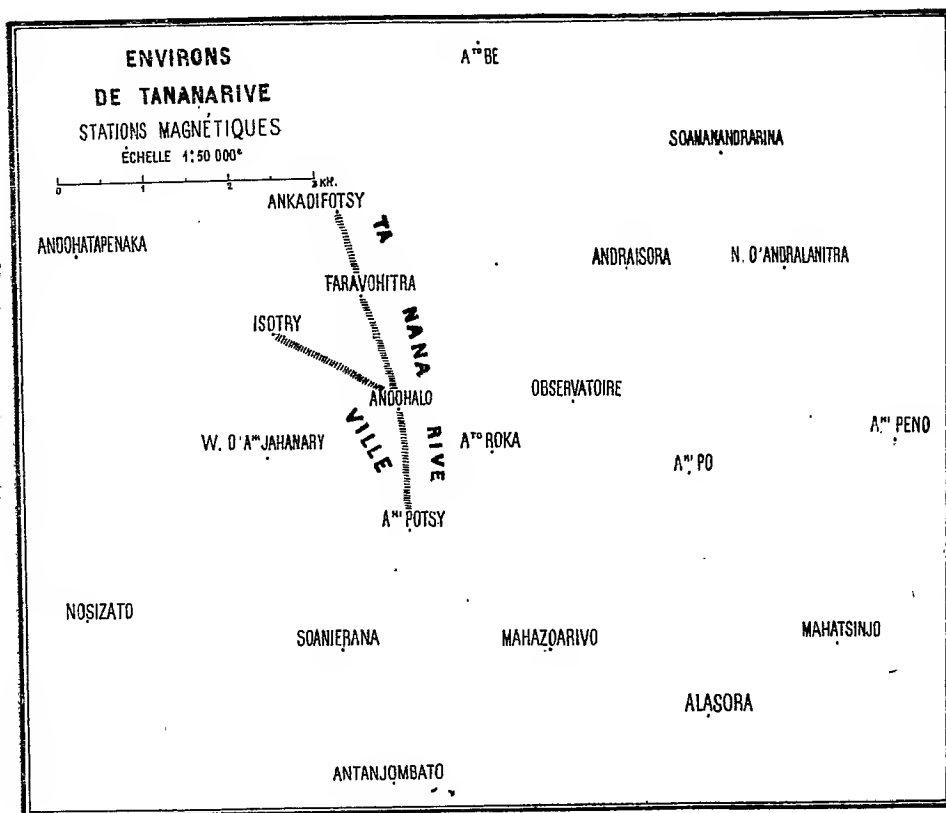 ENVIRONS
DE TANANARIVE
STATIONS MAGNÉTIQUES
ÉCHELLE 1:50 000ᵉ
0 1 2 3 KM.
Aᵀᴼ BE
SOAMANANDRARINA
ANKADIFOTSY
ANDOHATAPENAKA
ANDRAISORA
N. D'ANDRALANITRA
FARAVOHITRA
ISOTRY
TA
NANA
RIVE
VILLE
ANDOHALO
OBSERVATOIRE
W. D'Aᴺᴵ JAHANARY
Aᵀᴼ ROKA
Aᴺᴵ PO
Aᴺᴵ PENO
Aᴺᴵ POTSY
NOSIZATO
SOANIERANA
MAHAZOARIVO
MAHATSINJO
ALASORA
ANTANJOMBATO